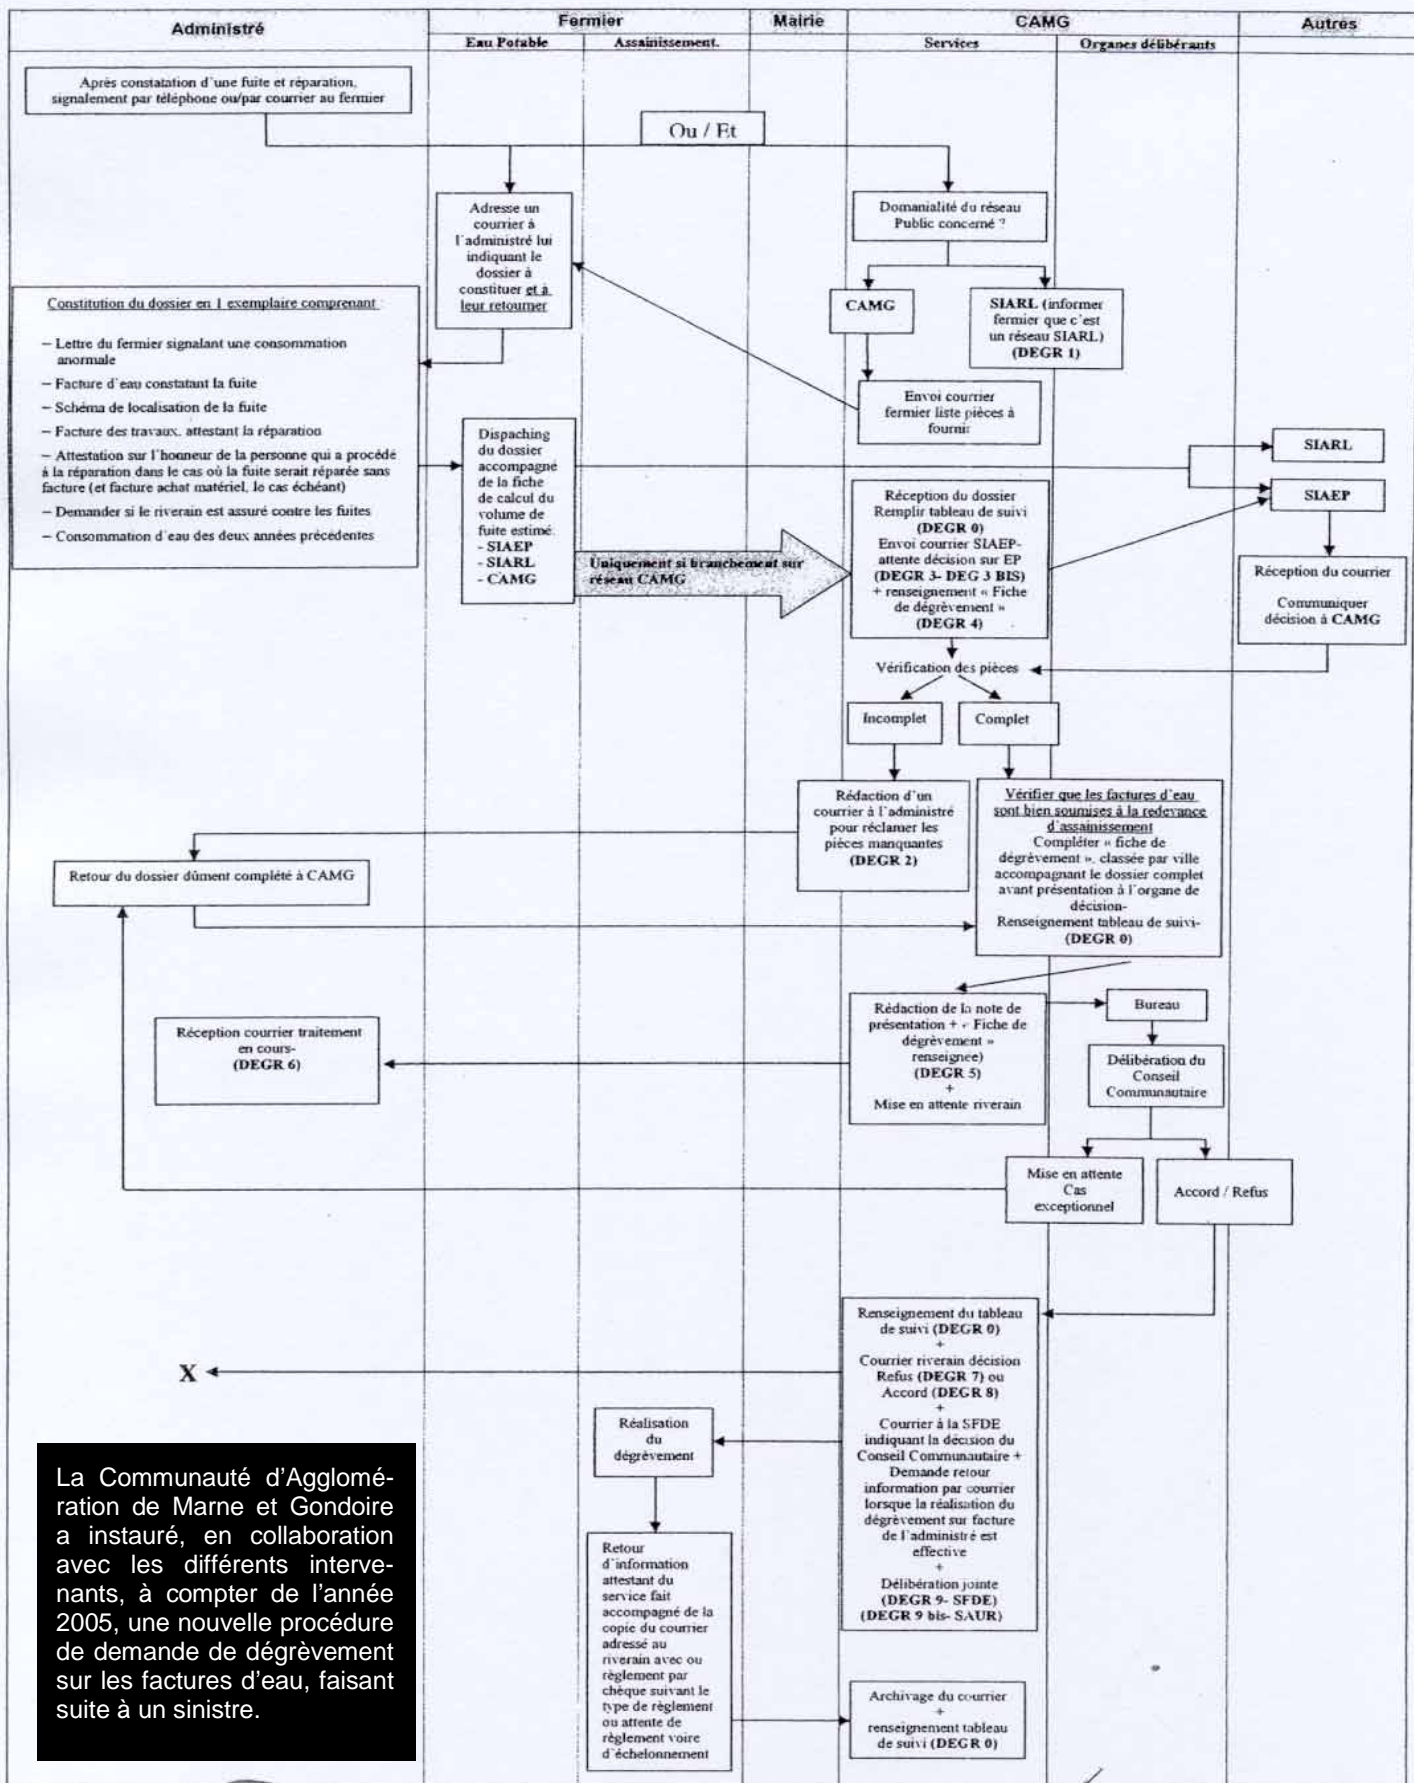 Administré
Fermier
Mairie
CAMG
Autres
Eau Potable
Assainissement.
Services
Organes délibérants
Après constatation d'une fuite et réparation,
signalement par téléphone ou/par courrier au fermier
Ou / Et
Adresse un
courrier à
l'administré lui
indiquant le
dossier à
constituer et à
leur retourner
Domanialité du réseau
Public concerné ?
CAMG
SIARL (informer
fermier que c'est
un réseau SIARL)
(DEGR 1)
Envoi courrier
fermier liste pièces à
fournir
Constitution du dossier en 1 exemplaire comprenant
– Lettre du fermier signalant une consommation
anormale
– Facture d'eau constatant la fuite
– Schéma de localisation de la fuite
– Facture des travaux. attestant la réparation
– Attestation sur l'honneur de la personne qui a procédé
à la réparation dans le cas où la fuite serait réparée sans
facture (et facture achat matériel, le cas échéant)
– Demander si le riverain est assuré contre les fuites
– Consommation d'eau des deux années précédentes
Dispaching
du dossier
accompagné
de la fiche
de calcul du
volume de
fuite estimé.
- SIAEP
- SIARL
- CAMG
Uniquement si branchement sur
réseau CAMG
Réception du dossier
Remplir tableau de suivi
(DEGR 0)
Envoi courrier SIAEP-
attente décision sur EP
(DEGR 3- DEG 3 BIS)
+ renseignement « Fiche
de dégrèvement »
(DEGR 4)
SIARL
SIAEP
Réception du courrier
Communiquer
décision à CAMG
Vérification des pièces
Incomplet
Complet
Rédaction d'un
courrier à l'administré
pour réclamer les
pièces manquantes
(DEGR 2)
Vérifier que les factures d'eau
sont bien soumises à la redevance
d'assainissement
Compléter « fiche de
dégrèvement », classée par ville
accompagnant le dossier complet
avant présentation à l'organe de
décision-
Renseignement tableau de suivi-
(DEGR 0)
Retour du dossier dûment complété à CAMG
Rédaction de la note de
présentation + « Fiche de
dégrèvement »
renseignée)
(DEGR 5)
+
Mise en attente riverain
Bureau
Délibération du
Conseil
Communautaire
Réception courrier traitement
en cours-
(DEGR 6)
Mise en attente
Cas
exceptionnel
Accord / Refus
Renseignement du tableau
de suivi (DEGR 0)
+
Courrier riverain décision
Refus (DEGR 7) ou
Accord (DEGR 8)
+
Courrier à la SFDE
indiquant la décision du
Conseil Communautaire +
Demande retour
information par courrier
lorsque la réalisation du
dégrèvement sur facture
de l'administré est
effective
+
Délibération jointe
(DEGR 9- SFDE)
(DEGR 9 bis- SAUR)
X
Réalisation
du
dégrèvement
Retour
d'information
attestant du
service fait
accompagné de la
copie du courrier
adressé au
riverain avec ou
règlement par
chèque suivant le
type de règlement
ou attente de
règlement voire
d'échelonnement
Archivage du courrier
+
renseignement tableau
de suivi (DEGR 0)
La Communauté d'Agglomé-
ration de Marne et Gondoire
a instauré, en collaboration
avec les différents interve-
nants, à compter de l'année
2005, une nouvelle procédure
de demande de dégrèvement
sur les factures d'eau, faisant
suite à un sinistre.